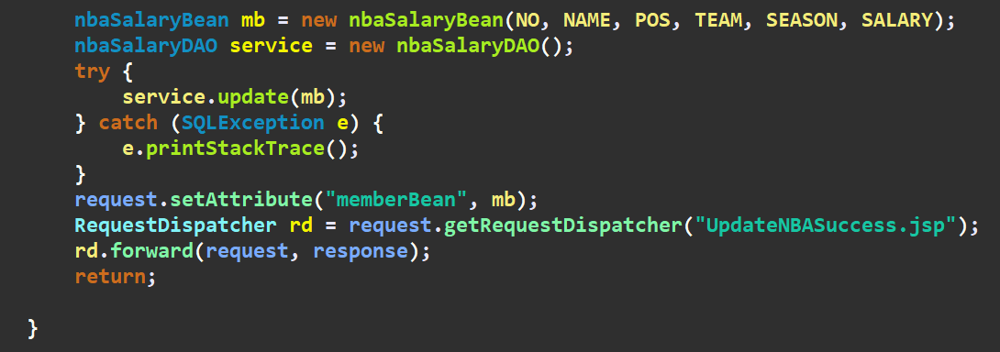 nbaSalaryBean mb = new nbaSalaryBean(NO, NAME, POS, TEAM, SEASON, SALARY);
nbaSalaryDAO service = new nbaSalaryDAO();
try {
service.update(mb);
} catch (SQLException e) {
e.printStackTrace();
}
request.setAttribute("memberBean", mb);
RequestDispatcher rd = request.getRequestDispatcher("UpdateNBASuccess.jsp");
rd.forward(request, response);
return;
}